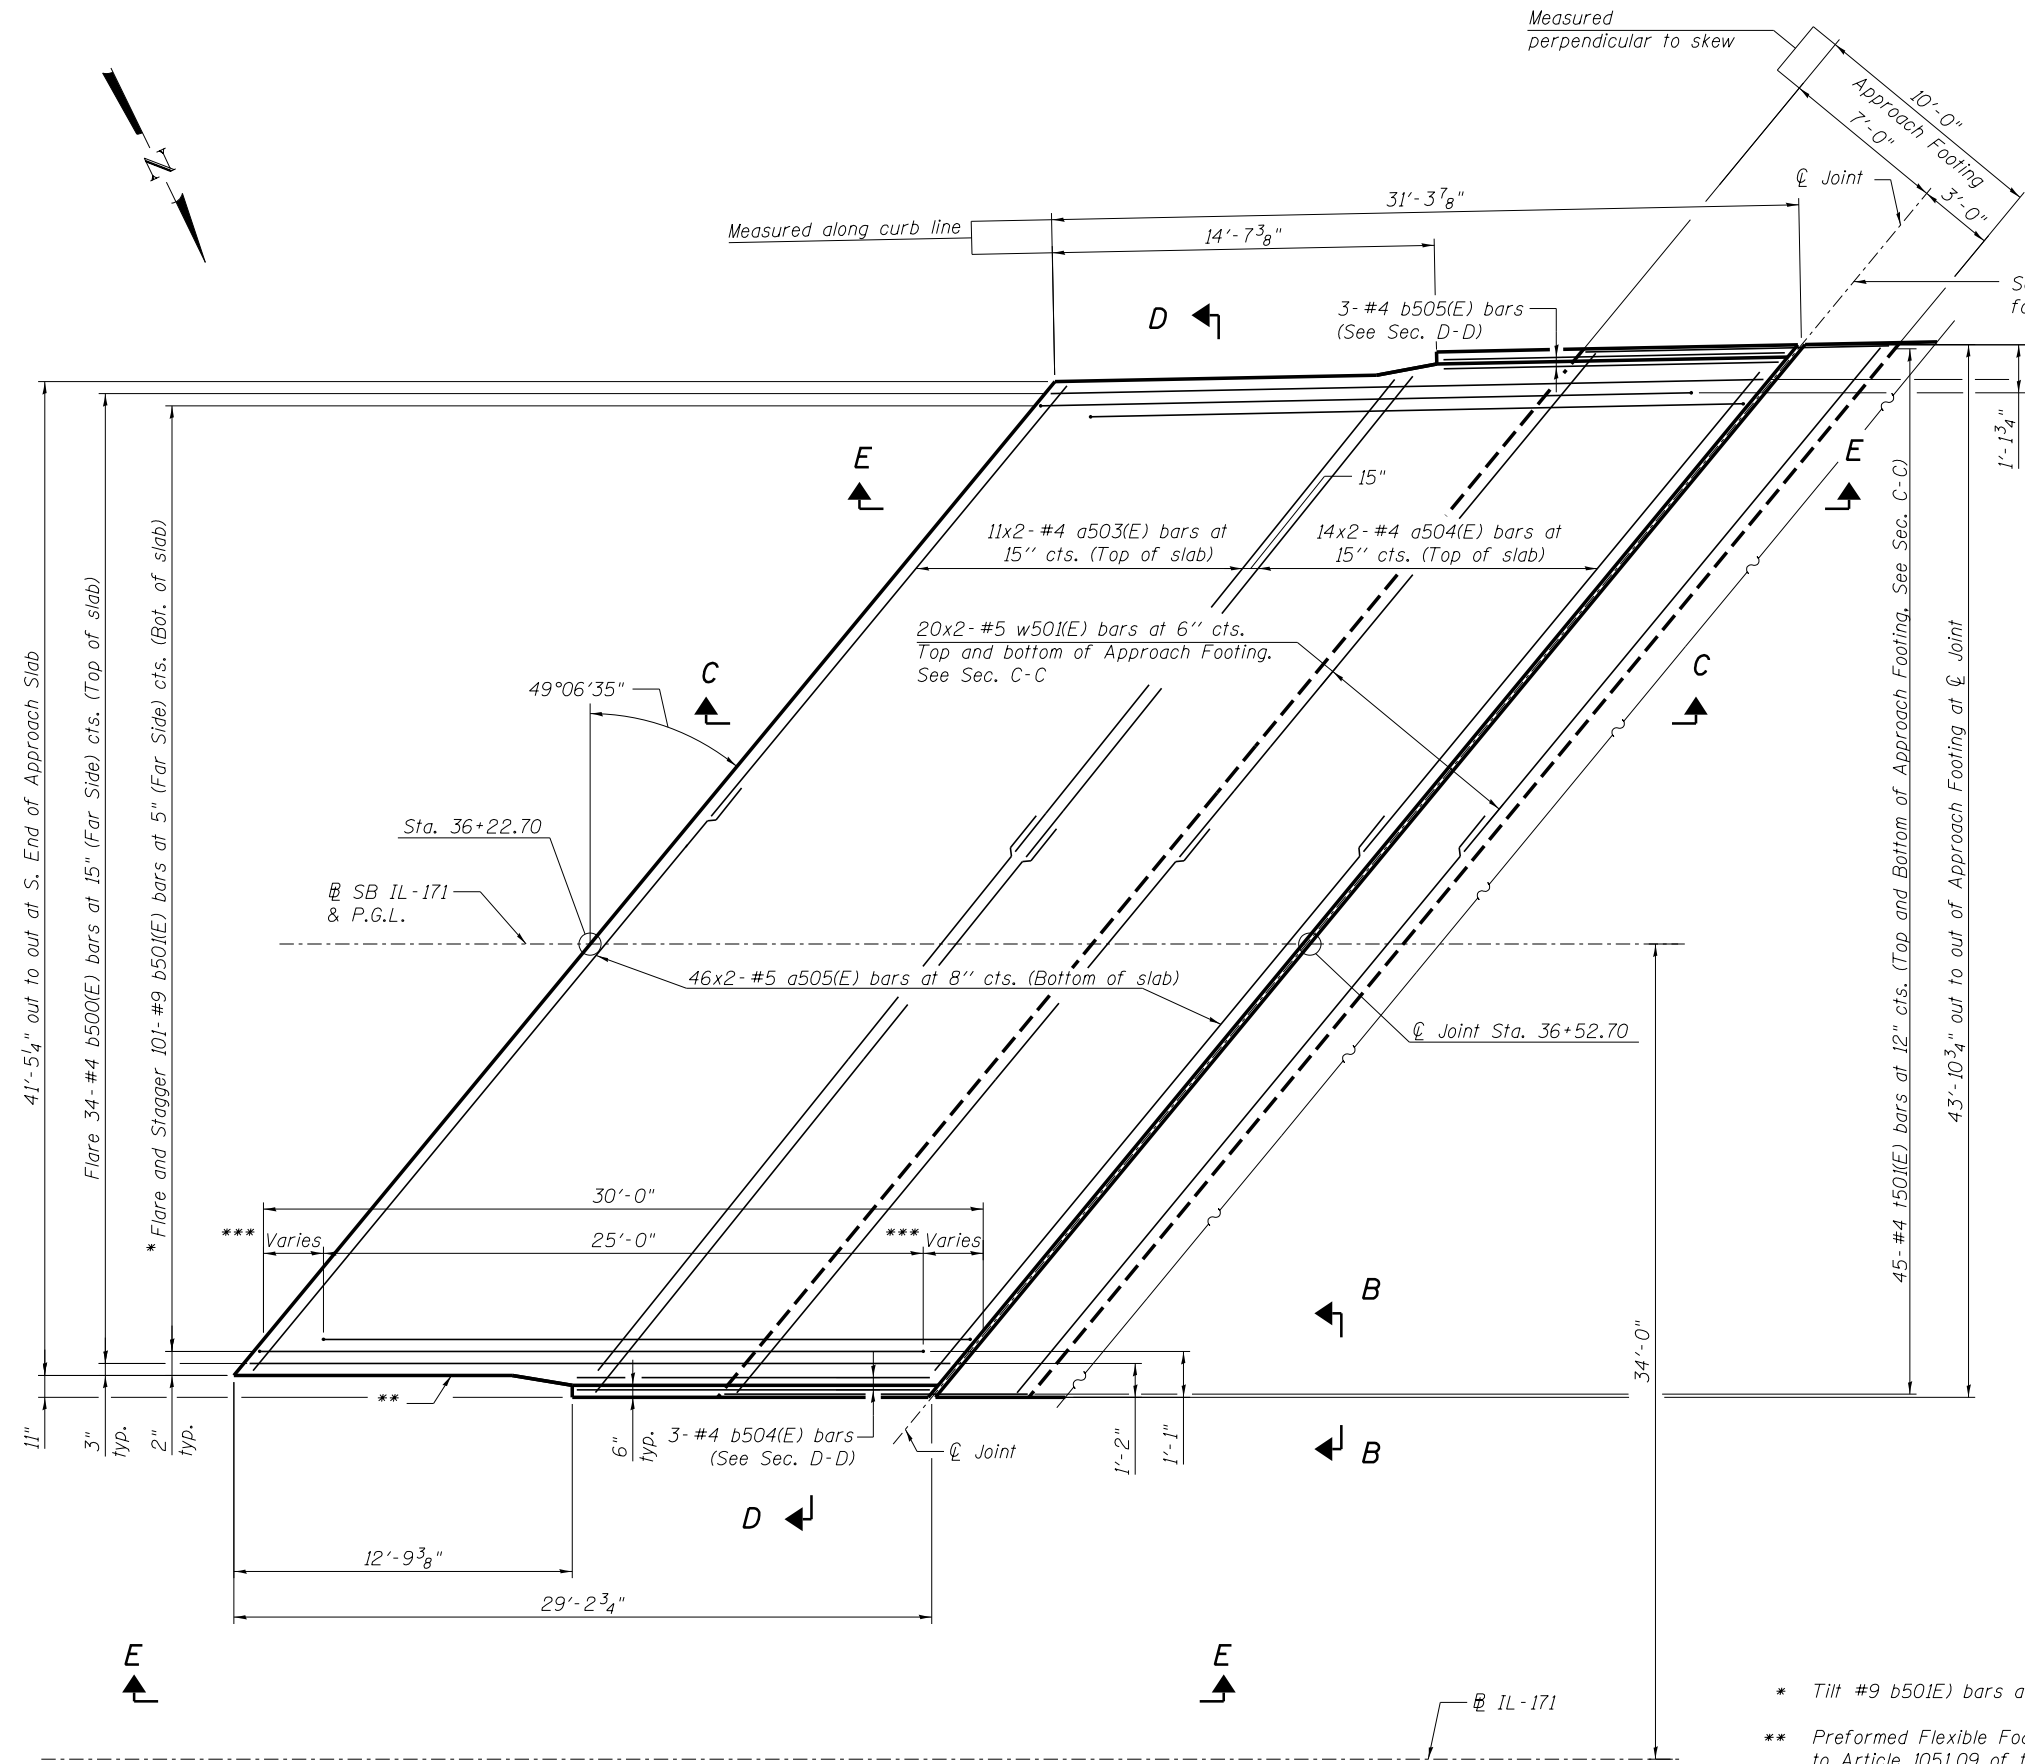 Measured
perpendicular to skew
10'-0"
Approach Footing
7'-0"
3'-0"
℄ Joint
N
31'-3⅞"
Measured along curb line
14'-7⅜"
D
3-#4 b505(E) bars
(See Sec. D-D)
1'-1¾"
E
E
15"
11x2-#4 a503(E) bars at
15" cts. (Top of slab)
14x2-#4 a504(E) bars at
15" cts. (Top of slab)
20x2-#5 w501(E) bars at 6" cts.
Top and bottom of Approach Footing.
See Sec. C-C
C
C
49°06'35"
Sta. 36+22.70
℄ SB IL-171
& P.G.L.
46x2-#5 a505(E) bars at 8" cts. (Bottom of slab)
℄ Joint Sta. 36+52.70
41'-5¼" out to out at S. End of Approach Slab
Flare 34-#4 b500(E) bars at 15" (Far Side) cts. (Top of slab)
* Flare and Stagger 101-#9 b501(E) bars at 5" (Far Side) cts. (Bot. of slab)
45-#4 t501(E) bars at 12" cts. (Top and Bottom of Approach Footing, See Sec. C-C)
43'-10¾" out to out of Approach Footing at ℄ Joint
30'-0"
*** Varies
25'-0"
*** Varies
B
34'-0"
**
11"
3"
typ.
2"
typ.
6"
typ.
3-#4 b504(E) bars
(See Sec. D-D)
℄ Joint
1'-2"
1'-1"
B
D
12'-9⅜"
29'-2¾"
E
E
℄ IL-171
* Tilt #9 b501E) bars
** Preformed Flexible
to Article 1051.09 of